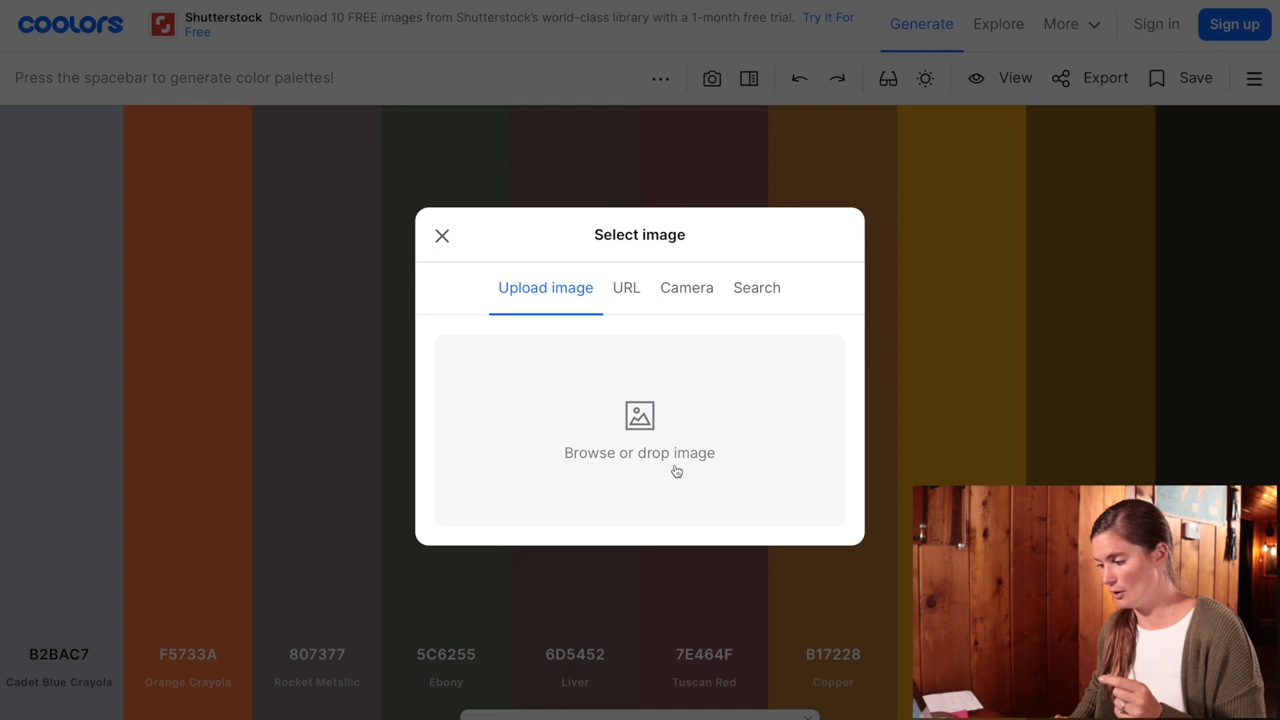 coolors
Shutterstock Download 10 FREE images from Shutterstock's world-class library with a 1-month free trial. Try It For
Free
Generate
Explore
More
Sign in
Sign up
Press the spacebar to generate color palettes!
View
Export
Save
Select image
Upload image
URL
Camera
Search
Browse or drop image
B2BAC7
F5733A
807377
5C6255
6D5452
7E464F
B17228
Cadet Blue Crayola
Orange Crayola
Rocket Metallic
Ebony
Liver
Tuscan Red
Copper